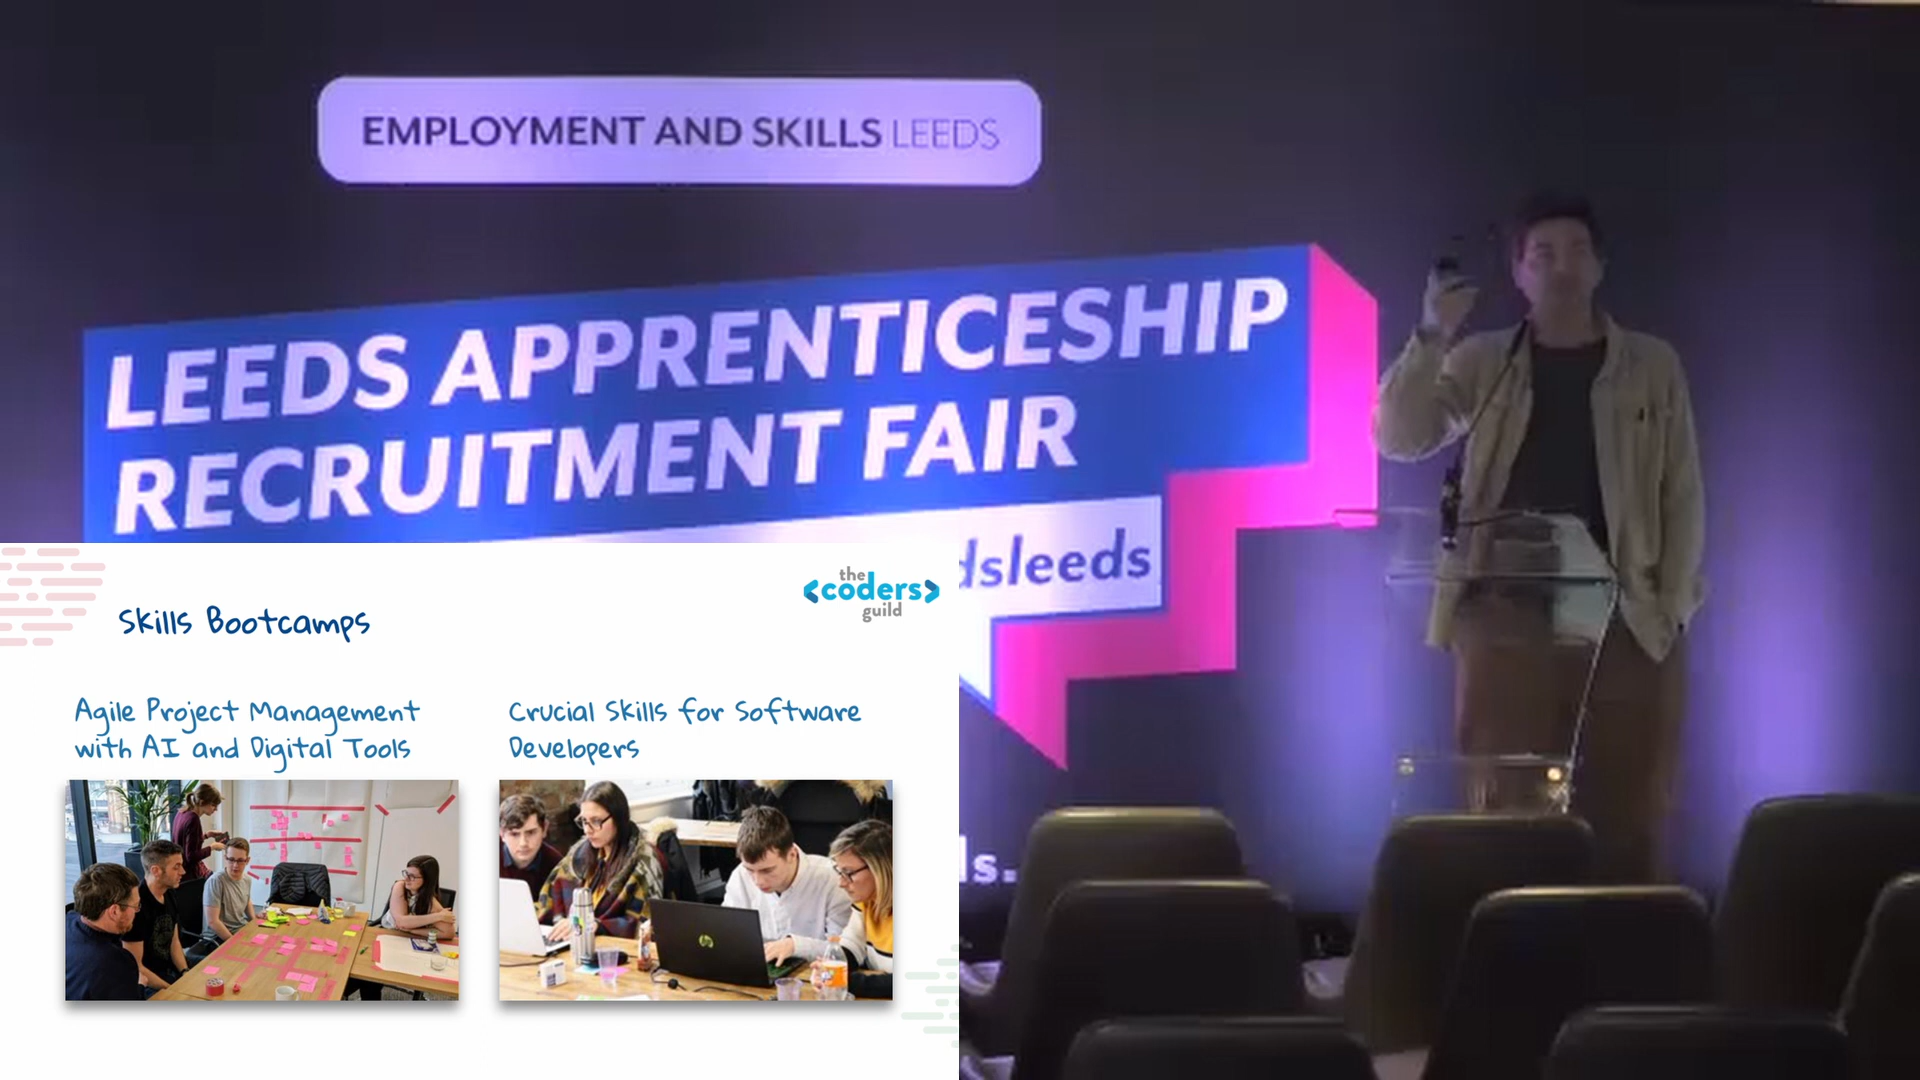 EMPLOYMENT AND SKILLS LEEDS
LEEDS APPRENTICESHIP
RECRUITMENT FAIR
dsleeds
the
<coders>
guild
Skills Bootcamps
Agile Project Management
with AI and Digital Tools
Crucial Skills for Software
Developers
ls.